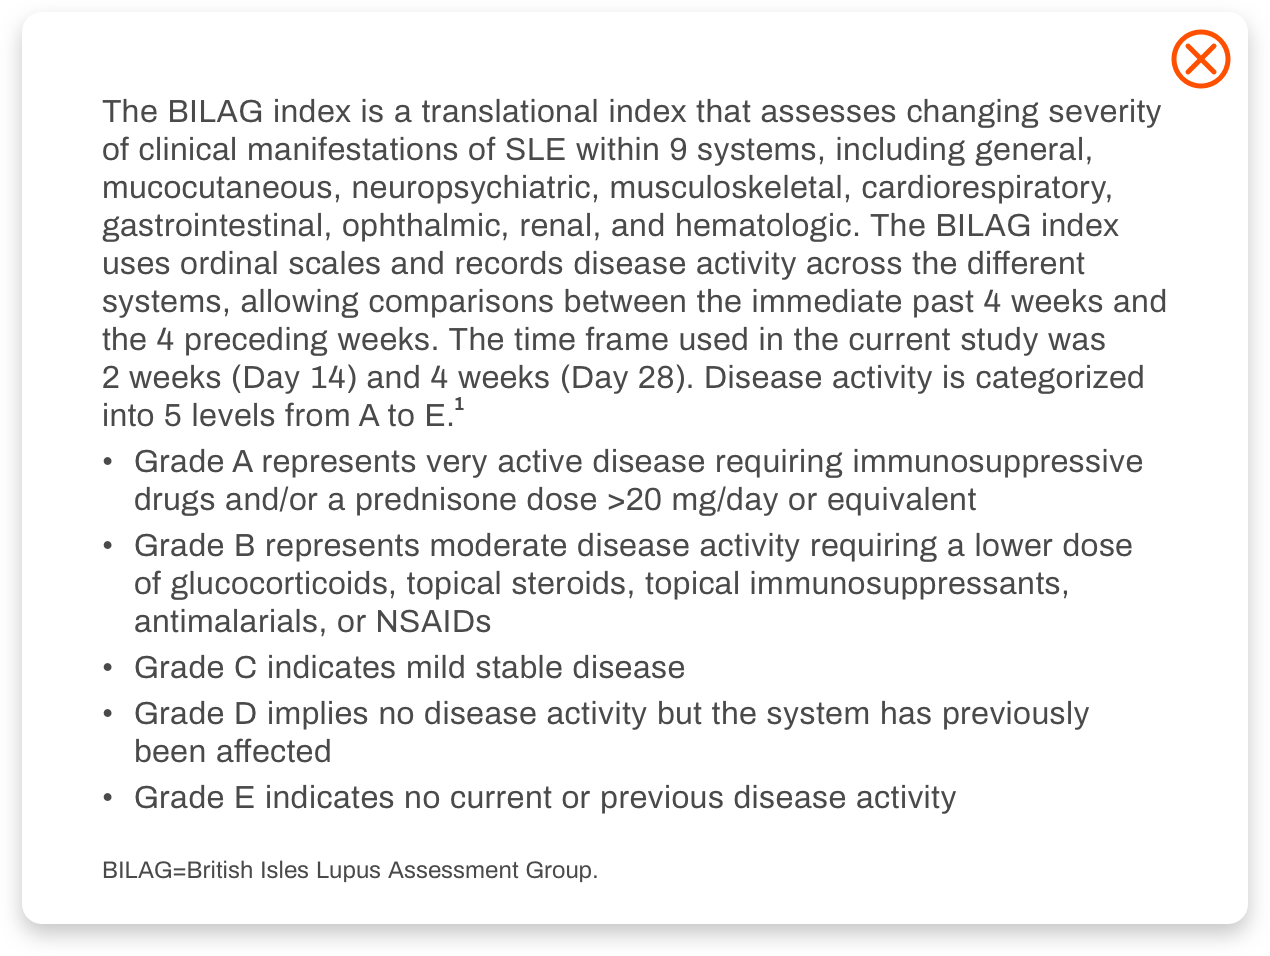 The BILAG index is a translational index that assesses changing severity
of clinical manifestations of SLE within 9 systems, including general,
mucocutaneous, neuropsychiatric, musculoskeletal, cardiorespiratory,
gastrointestinal, ophthalmic, renal, and hematologic. The BILAG index
uses ordinal scales and records disease activity across the different
systems, allowing comparisons between the immediate past 4 weeks and
the 4 preceding weeks. The time frame used in the current study was
2 weeks (Day 14) and 4 weeks (Day 28). Disease activity is categorized
into 5 levels from A to E.¹
• Grade A represents very active disease requiring immunosuppressive
drugs and/or a prednisone dose >20 mg/day or equivalent
• Grade B represents moderate disease activity requiring a lower dose
of glucocorticoids, topical steroids, topical immunosuppressants,
antimalarials, or NSAIDs
• Grade C indicates mild stable disease
• Grade D implies no disease activity but the system has previously
been affected
• Grade E indicates no current or previous disease activity
BILAG=British Isles Lupus Assessment Group.